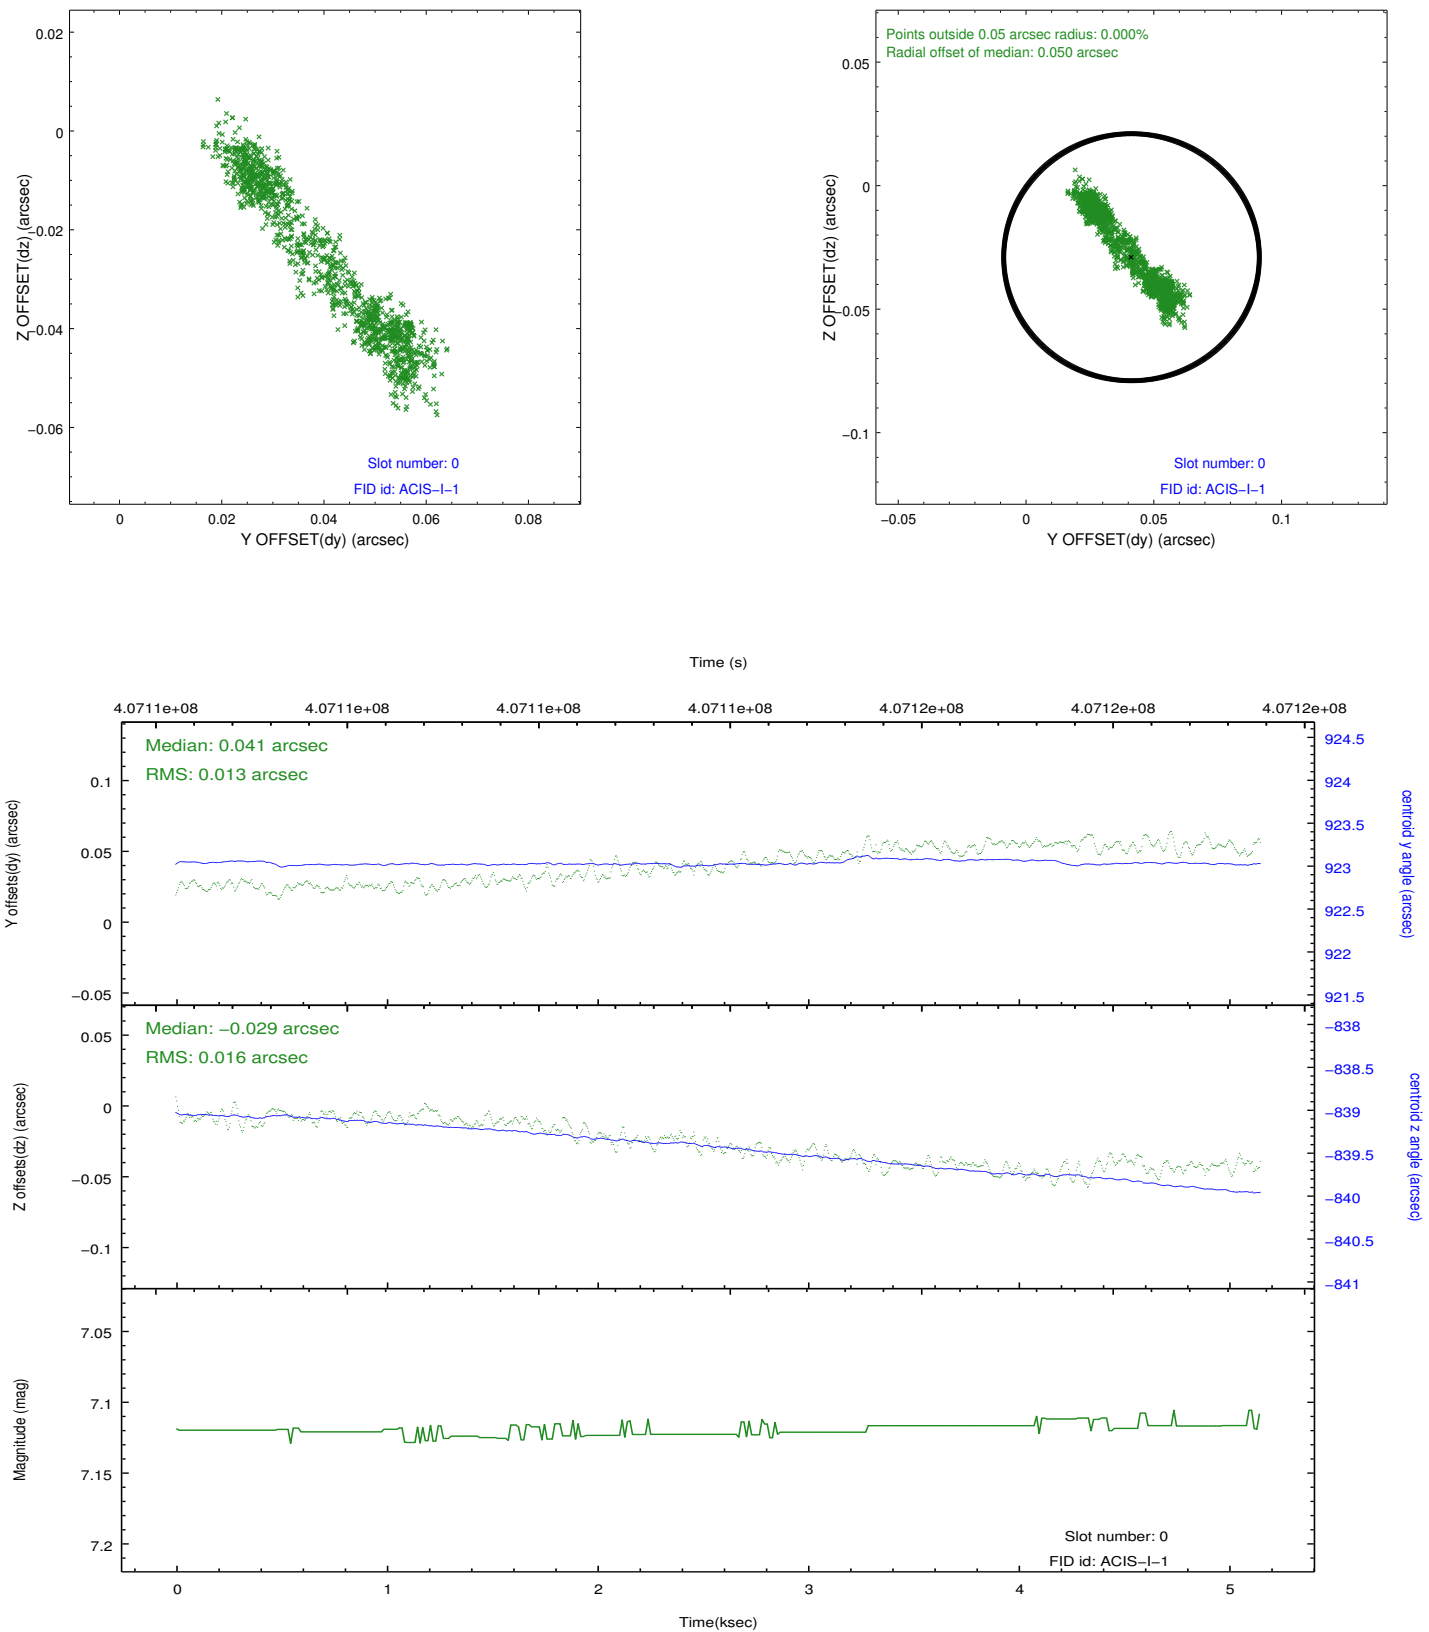 0.02
0
−0.02
−0.04
−0.06
Z OFFSET(dz) (arcsec)
Slot number: 0
FID id: ACIS−I−1
0
0.02
0.04
0.06
0.08
Y OFFSET(dy) (arcsec)
Points outside 0.05 arcsec radius: 0.000%
Radial offset of median: 0.050 arcsec
0.05
0
−0.05
−0.1
Z OFFSET(dz) (arcsec)
Slot number: 0
FID id: ACIS−I−1
−0.05
0
0.05
0.1
Y OFFSET(dy) (arcsec)
Time (s)
4.0711e+08
4.0711e+08
4.0711e+08
4.0711e+08
4.0712e+08
4.0712e+08
4.0712e+08
Median: 0.041 arcsec
RMS: 0.013 arcsec
0.1
0.05
0
−0.05
Y offsets(dy) (arcsec)
924.5
924
923.5
923
922.5
922
921.5
centroid y angle (arcsec)
Median: −0.029 arcsec
RMS: 0.016 arcsec
0.05
0
−0.05
−0.1
Z offsets(dz) (arcsec)
−838
−838.5
−839
−839.5
−840
−840.5
−841
centroid z angle (arcsec)
7.05
7.1
7.15
7.2
Magnitude (mag)
Slot number: 0
FID id: ACIS−I−1
0
1
2
3
4
5
Time(ksec)